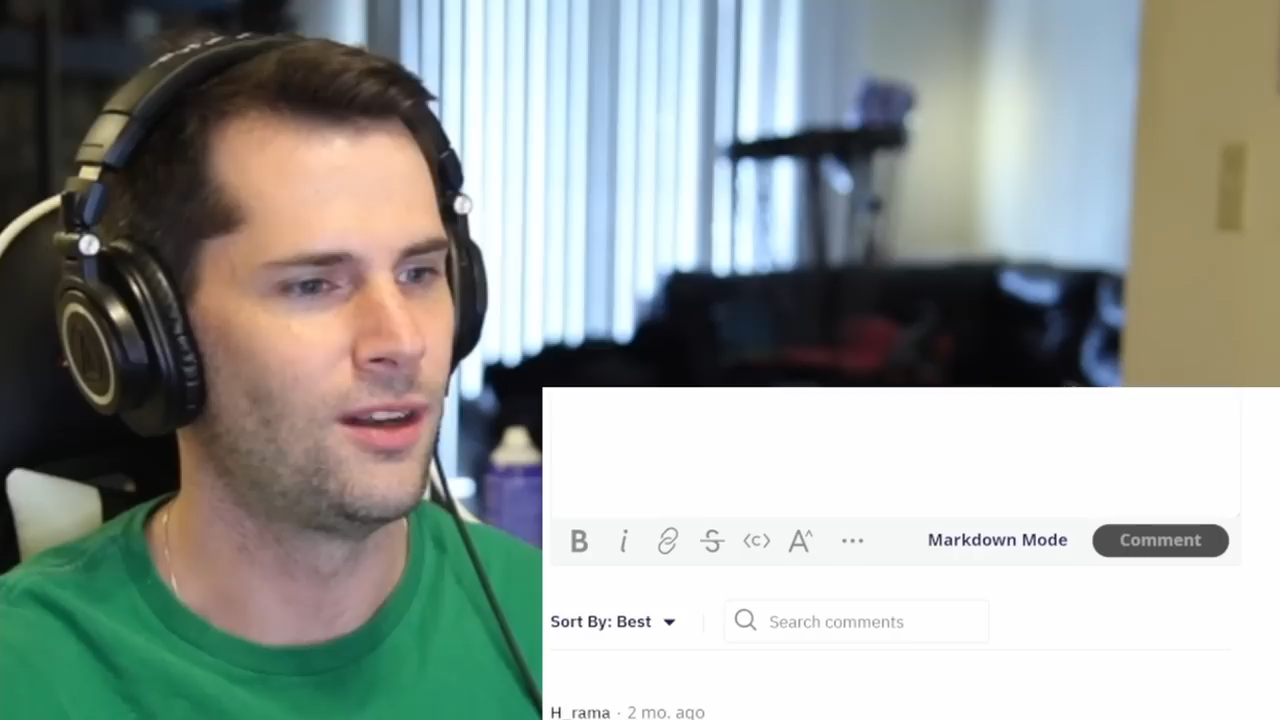 B i <c> A^ ...
Markdown Mode
Comment
Sort By: Best
Search comments
H_rama · 2 mo. ago